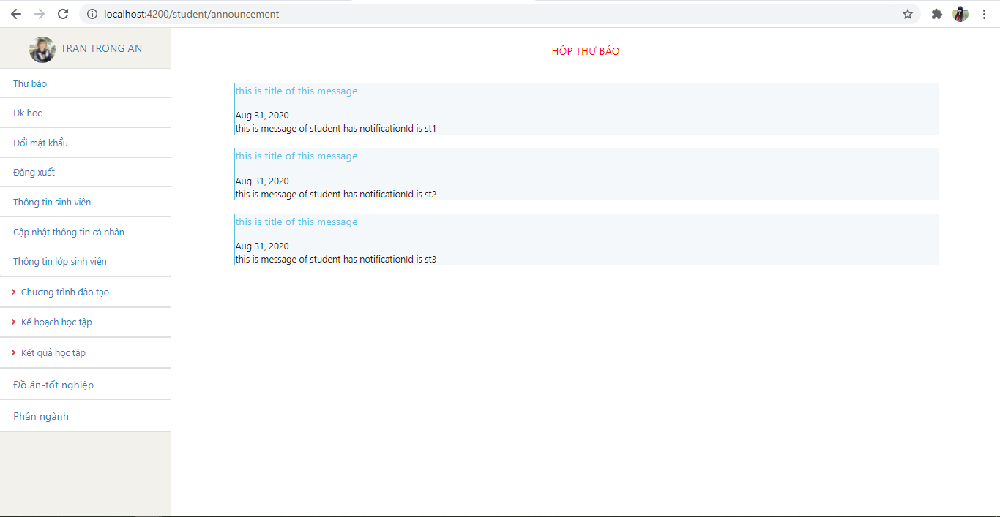 localhost:4200/student/announcement
TRAN TRONG AN
HỘP THƯ BÁO
Thư báo
Dk hoc
Đổi mật khẩu
Đăng xuất
Thông tin sinh viên
Cập nhật thông tin cá nhân
Thông tin lớp sinh viên
Chương trình đào tạo
Kế hoạch học tập
Kết quả học tập
Đồ án-tốt nghiệp
Phân ngành
this is title of this message
Aug 31, 2020
this is message of student has notificationId is st1
this is title of this message
Aug 31, 2020
this is message of student has notificationId is st2
this is title of this message
Aug 31, 2020
this is message of student has notificationId is st3